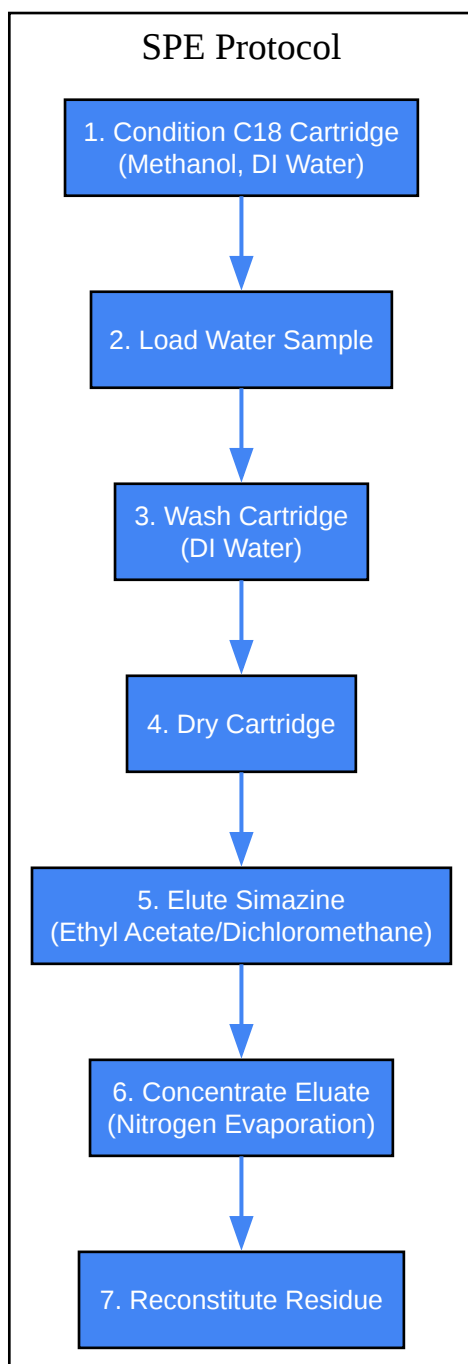 SPE Protocol
1. Condition C18 Cartridge
(Methanol, DI Water)
2. Load Water Sample
3. Wash Cartridge
(DI Water)
4. Dry Cartridge
5. Elute Simazine
(Ethyl Acetate/Dichloromethane)
6. Concentrate Eluate
(Nitrogen Evaporation)
7. Reconstitute Residue